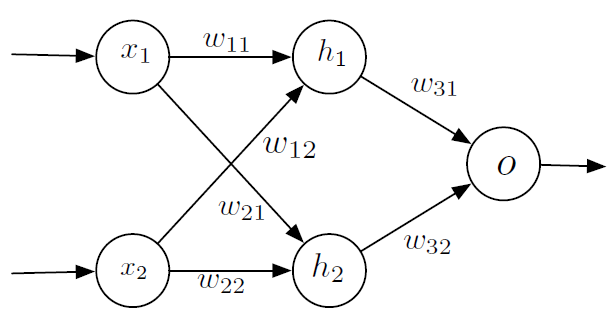 x₁ w₁₁ h₁
w₃₁
w₁₂ o
w₂₁
w₃₂
x₂ w₂₂ h₂